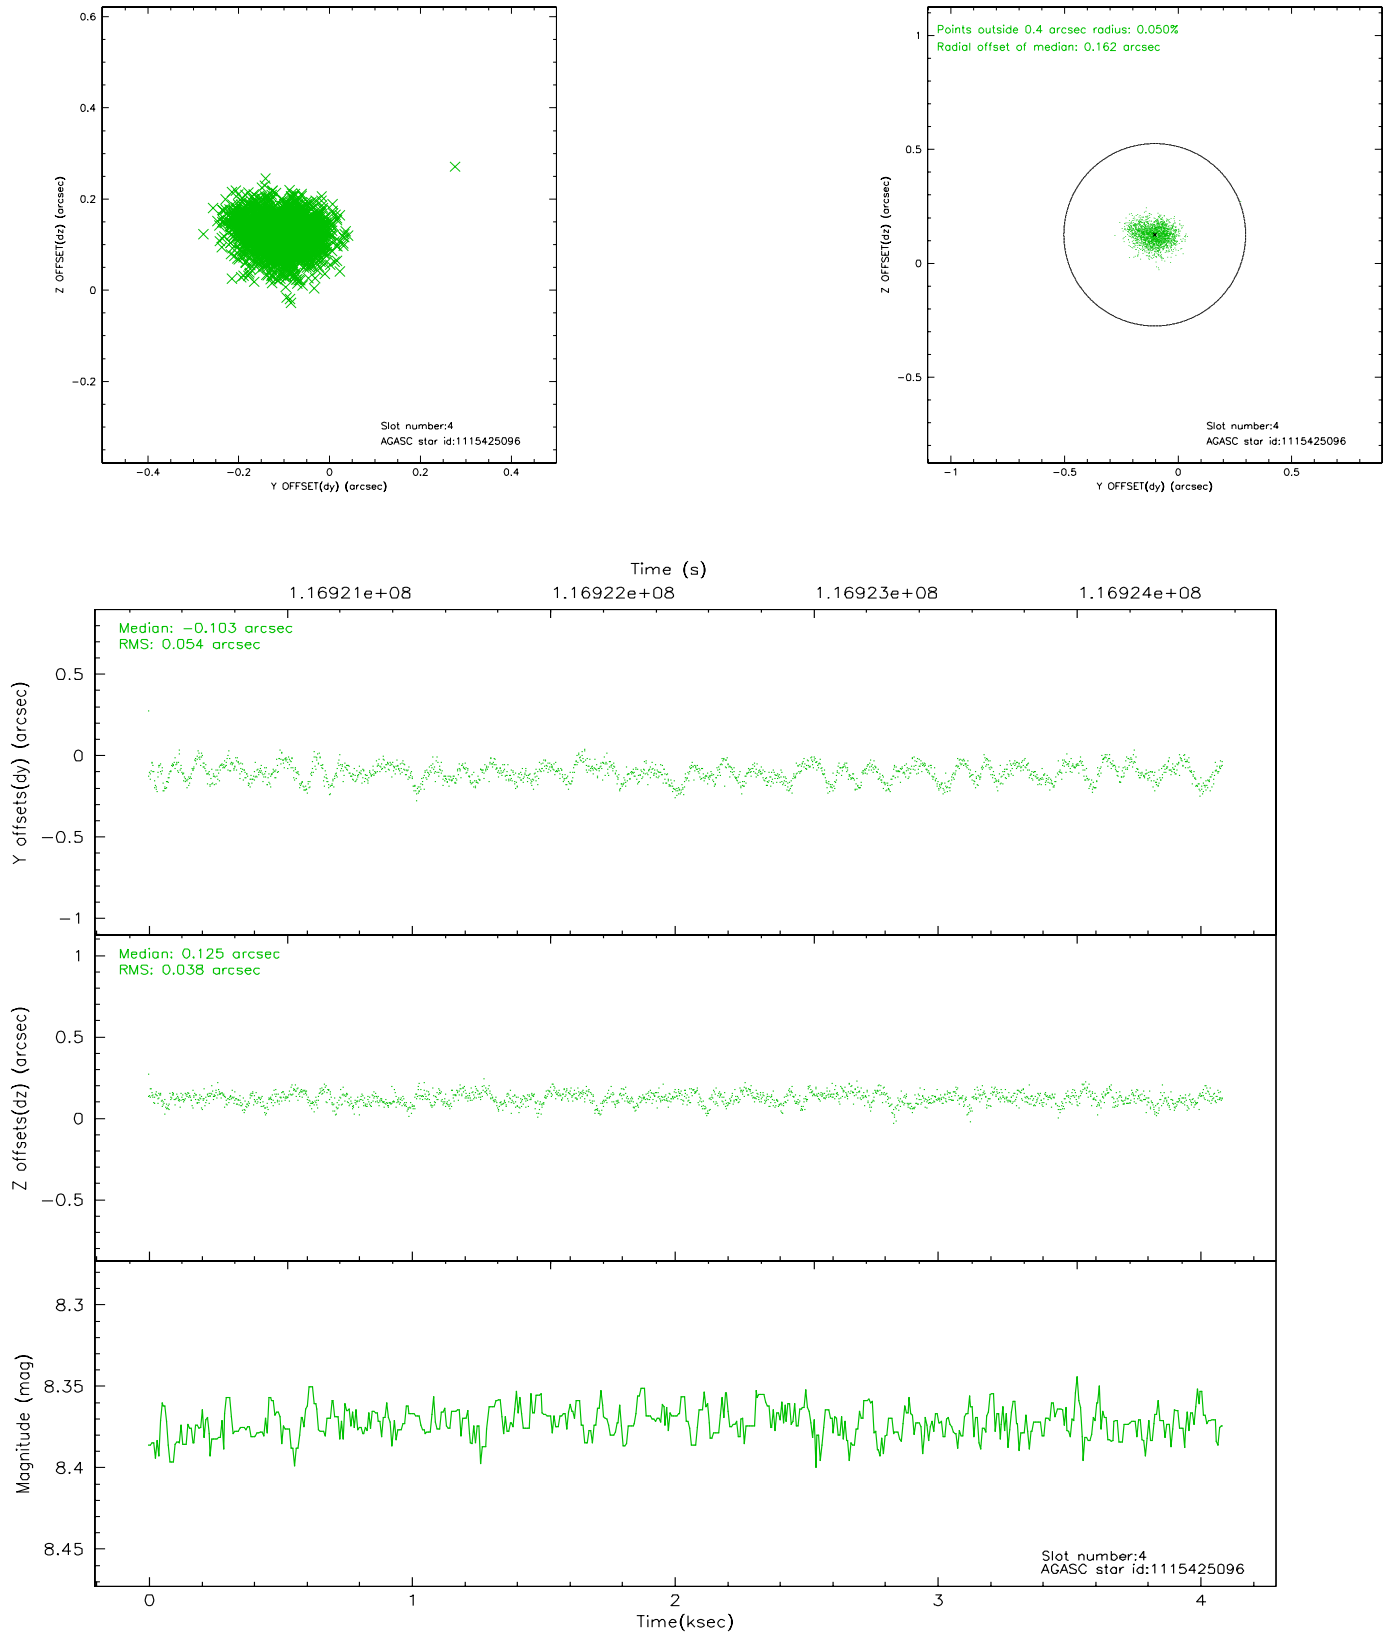 0.6
0.4
0.2
0
−0.2
Z OFFSET(dz) (arcsec)
−0.4 −0.2 0 0.2 0.4
Y OFFSET(dy) (arcsec)
Slot number:4
AGASC star id:1115425096
Points outside 0.4 arcsec radius: 0.050%
Radial offset of median: 0.162 arcsec
1
0.5
0
−0.5
Z OFFSET(dz) (arcsec)
−1 −0.5 0 0.5
Y OFFSET(dy) (arcsec)
Slot number:4
AGASC star id:1115425096
Time (s)
1.16921e+08 1.16922e+08 1.16923e+08 1.16924e+08
Median: −0.103 arcsec
RMS: 0.054 arcsec
0.5
0
−0.5
−1
Y offsets(dy) (arcsec)
Median: 0.125 arcsec
RMS: 0.038 arcsec
1
0.5
0
−0.5
Z offsets(dz) (arcsec)
8.3
8.35
8.4
8.45
Magnitude (mag)
Slot number:4
AGASC star id:1115425096
0 1 2 3 4
Time(ksec)